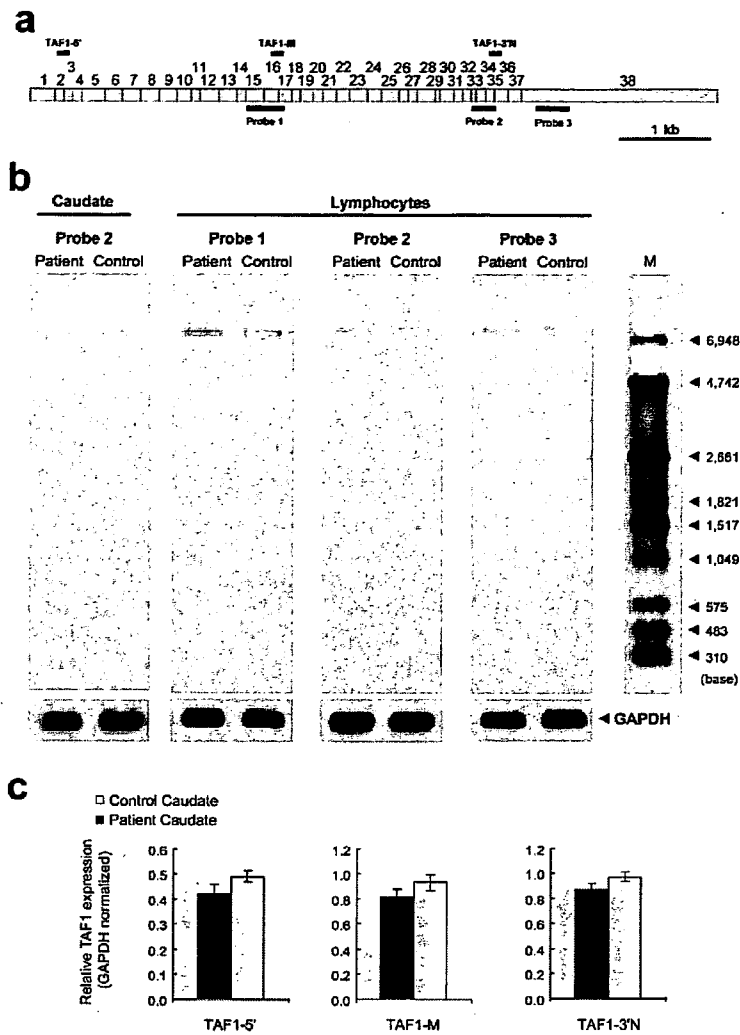 a
TAF1-5' TAF1-M TAF1-3'N
3 11 14 16 18 20 22 24 26 28 30 32 34 36 38
1 2 4 5 6 7 8 9 10 12 13 15 17 19 21 23 25 27 29 31 33 35 37
Probe 1 Probe 2 Probe 3
1 kb
b
Caudate Lymphocytes
Probe 2 Probe 1 Probe 2 Probe 3
Patient Control Patient Control Patient Control Patient Control M
6,948
4,742
2,661
1,821
1,517
1,049
575
483
310
(base)
GAPDH
c
Control Caudate
Patient Caudate
Relative TAF1 expression
(GAPDH normalized)
0.6 1.2 1.2
0.5 1.0 1.0
0.4 0.8 0.8
0.3 0.6 0.6
0.2 0.4 0.4
0.1 0.2 0.2
0.0 0.0 0.0
TAF1-5' TAF1-M TAF1-3'N